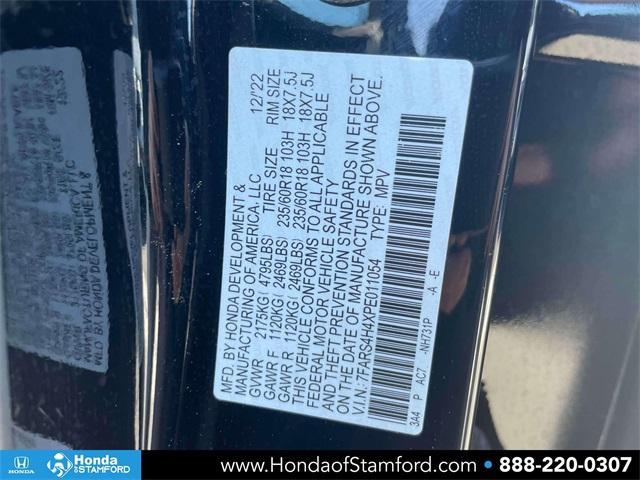 MFD. BY HONDA DEVELOPMENT &
MANUFACTURING OF AMERICA, LLC 12/'22
GVWR 2175KG( 4795LBS) TIRE SIZE RIM SIZE
GAWR F 1120KG( 2469LBS) 235/60R18 103H 18X7.5J
GAWR R 1120KG( 2469LBS) 235/60R18 103H 18X7.5J
THIS VEHICLE CONFORMS TO ALL APPLICABLE
FEDERAL MOTOR VEHICLE SAFETY
AND THEFT PREVENTION STANDARDS IN EFFECT
ON THE DATE OF MANUFACTURE SHOWN ABOVE.
V.I.N.:7FARS4H4XPE011054 TYPE: MPV
3A4 P AC7 -NH731P -A -E
HONDA
Honda
OF STAMFORD
www.HondaofStamford.com • 888-220-0307